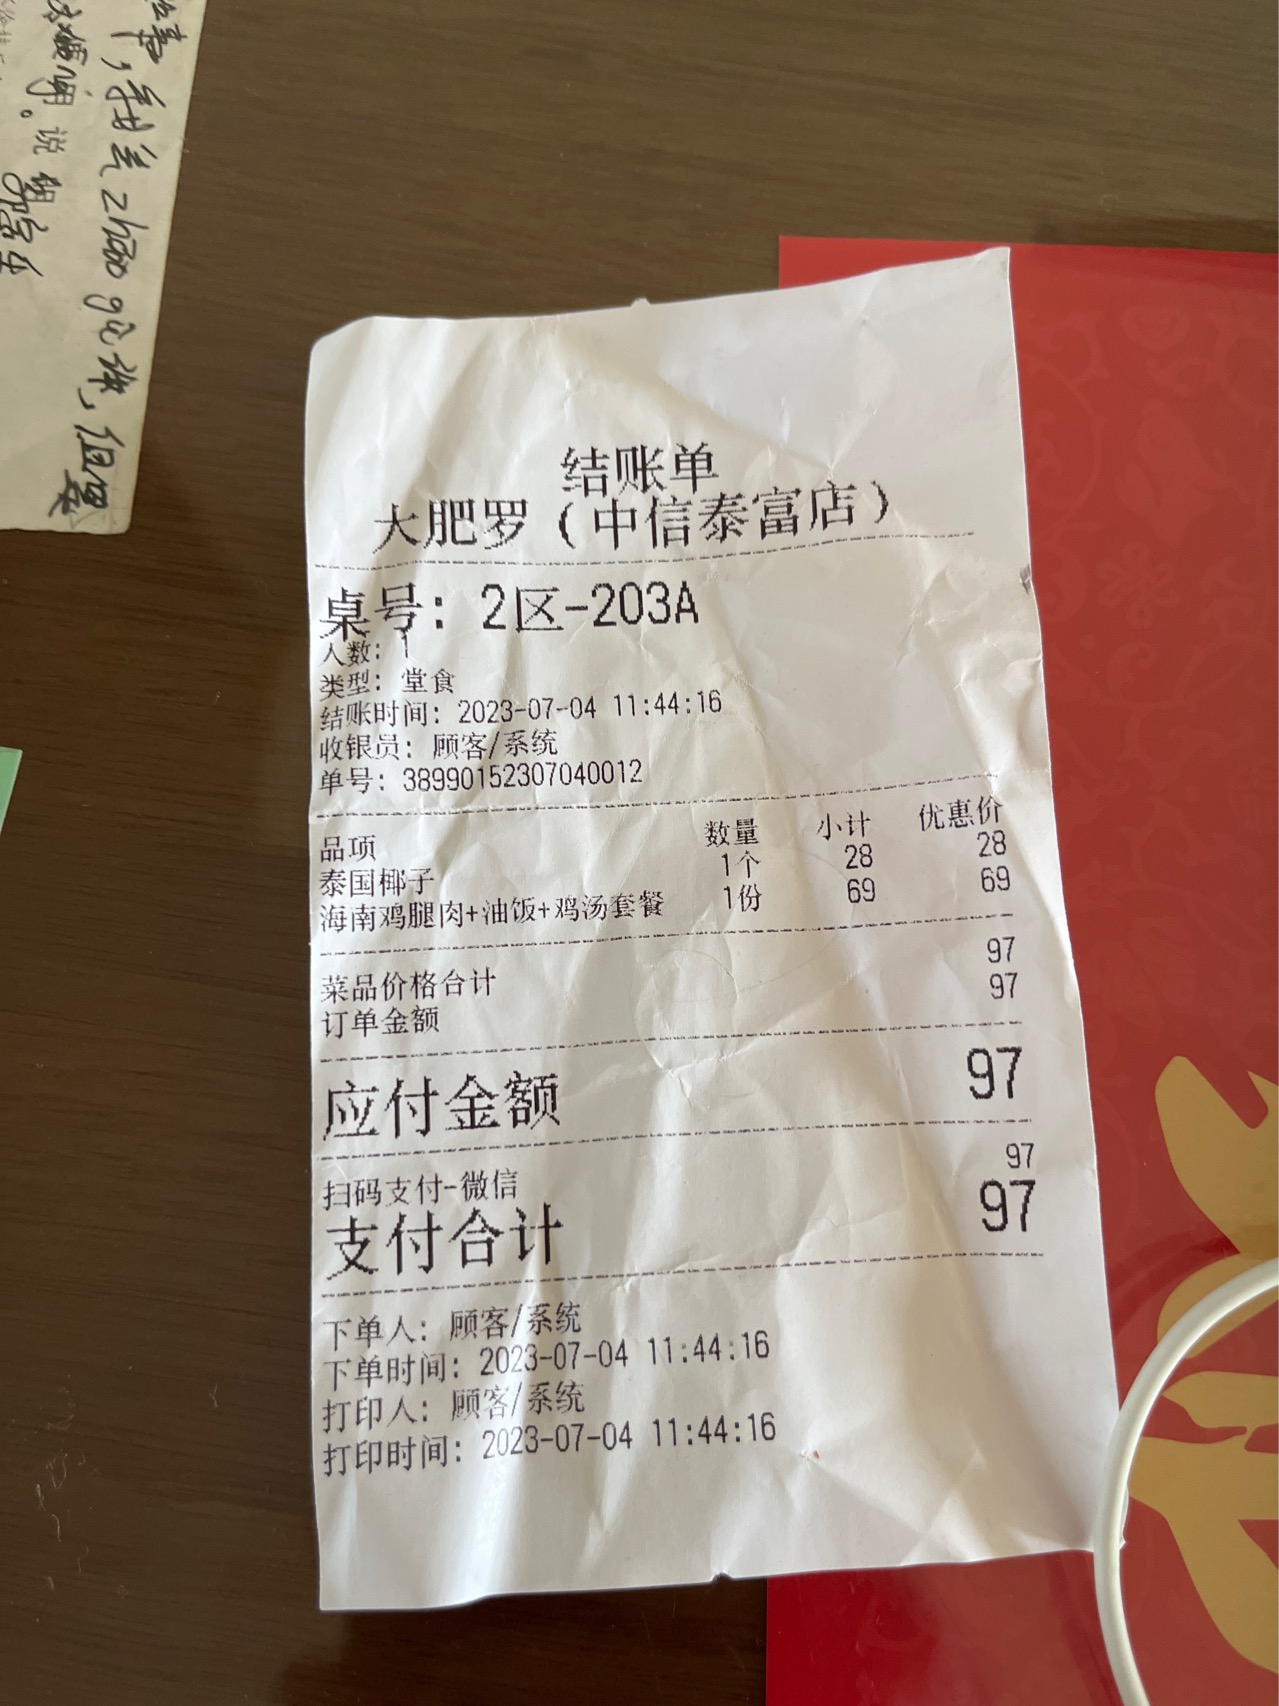 结账单
大肥罗（中信泰富店）
桌号：2区-203A
人数：1
类型：堂食
结账时间：2023-07-04 11:44:16
收银员：顾客/系统
单号：38990152307040012
品项 数量 小计 优惠价
泰国椰子 1个 28 28
海南鸡腿肉+油饭+鸡汤套餐 1份 69 69
菜品价格合计 97
订单金额 97
应付金额 97
扫码支付-微信 97
支付合计 97
下单人：顾客/系统
下单时间：2023-07-04 11:44:16
打印人：顾客/系统
打印时间：2023-07-04 11:44:16